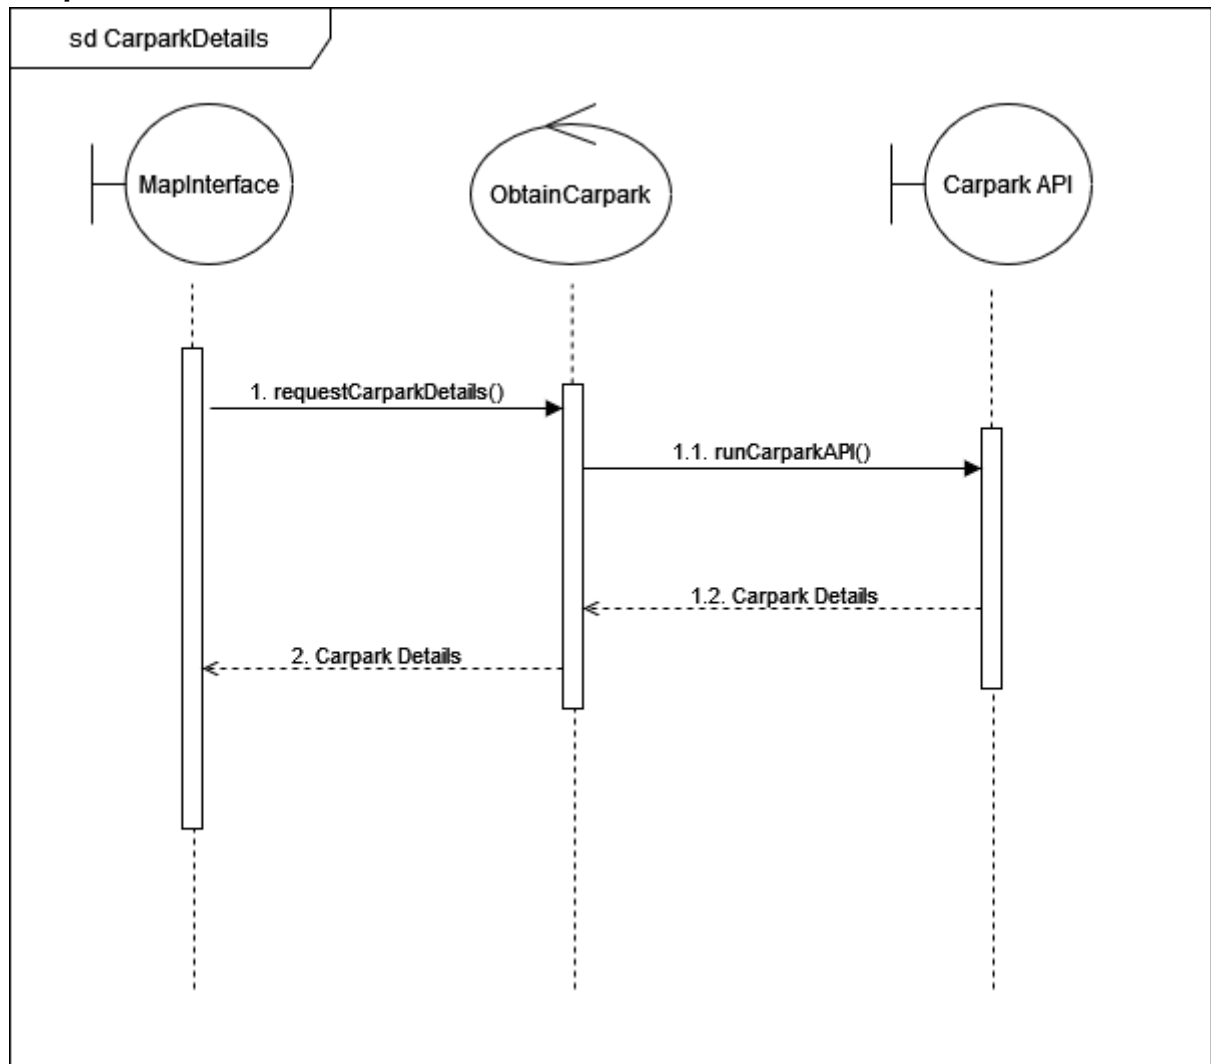 sd CarparkDetails
MapInterface
ObtainCarpark
Carpark API
1. requestCarparkDetails()
1.1. runCarparkAPI()
1.2. Carpark Details
2. Carpark Details